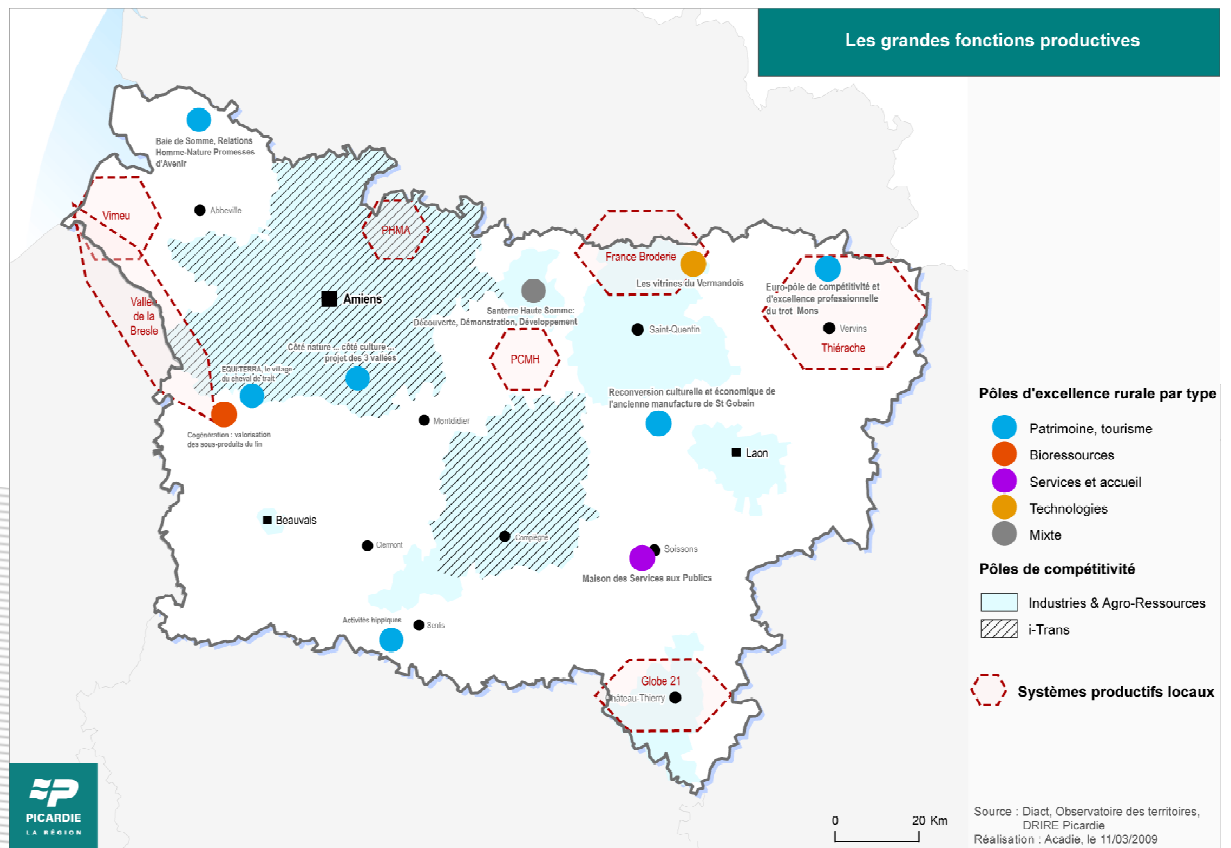 Les grandes fonctions productives
Baie de Somme, Relations
Homme-Nature Promesses
d'Avenir
Vimeu
Abbeville
PHMA
France Broderie
Les vitrines du Vermandois
Euro-pôle de compétitivité et
d'excellence professionnelle
du trot Mons
Vervins
Thiérache
Vallée
de la
Bresle
Amiens
Santerre Haute Somme:
Découverte, Démonstration, Développement
Saint-Quentin
PCMH
Côté nature ... côté culture ...
projet des 3 vallées
EQUITERRA, le village
du cheval de trait
Reconversion culturelle et économique de
l'ancienne manufacture de St Gobain
Montdidier
Cogénération : valorisation
des sous-produits du lin
Laon
Beauvais
Clermont
Compiègne
Soissons
Maison des Services aux Publics
Activités hippiques
Senlis
Globe 21
Château-Thierry
Pôles d'excellence rurale par type
Patrimoine, tourisme
Bioressources
Services et accueil
Technologies
Mixte
Pôles de compétitivité
Industries & Agro-Ressources
i-Trans
Systèmes productifs locaux
PICARDIE
LA RÉGION
0 20 Km
Source : Diact, Observatoire des territoires,
DRIRE Picardie
Réalisation : Acadie, le 11/03/2009